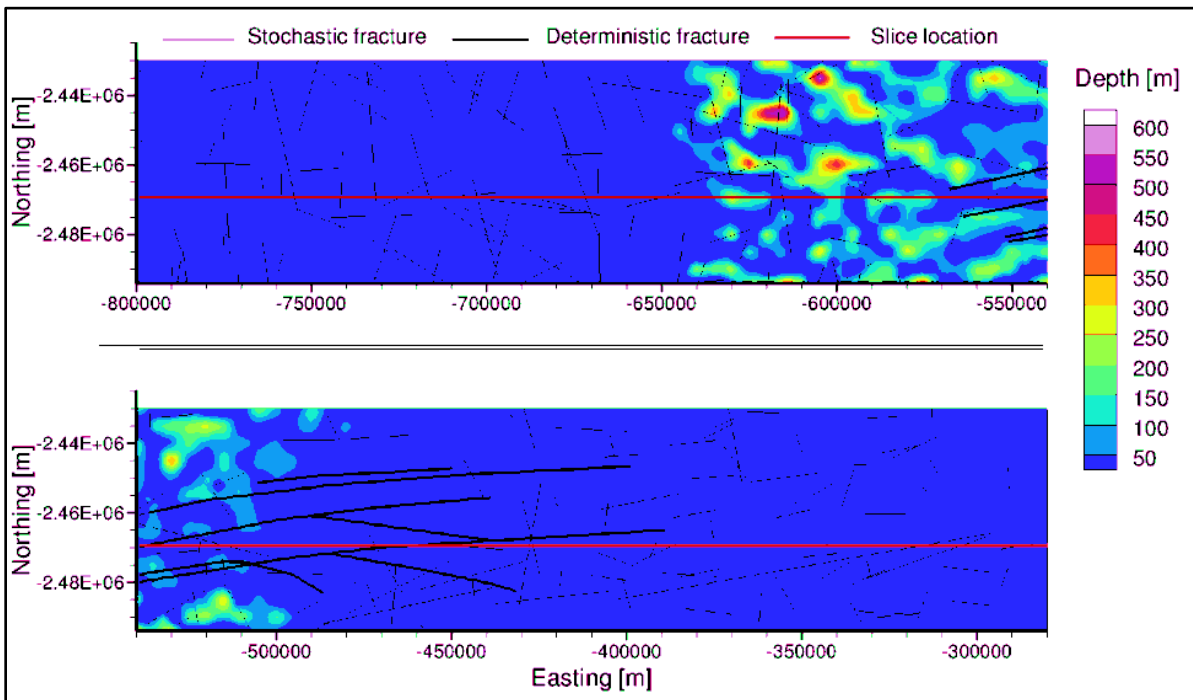 Stochastic fracture Deterministic fracture Slice location
Depth [m]
600
550
500
450
400
350
300
250
200
150
100
50
Northing [m]
-2.44E+06
-2.46E+06
-2.48E+06
-800000 -750000 -700000 -650000 -600000 -550000
Northing [m]
-2.44E+06
-2.46E+06
-2.48E+06
-500000 -450000 -400000 -350000 -300000
Easting [m]